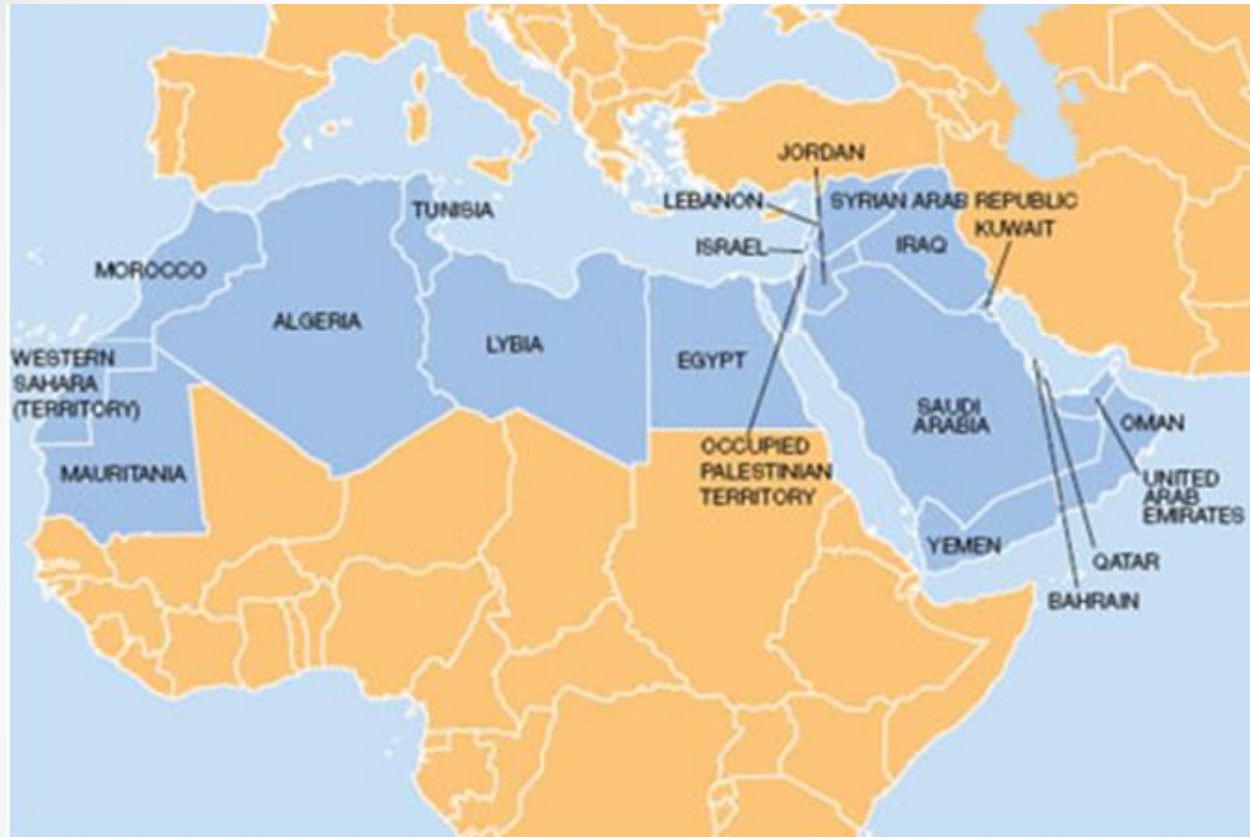 JORDAN
LEBANON
SYRIAN ARAB REPUBLIC
TUNISIA
KUWAIT
ISRAEL
IRAQ
MOROCCO
ALGERIA
LYBIA
EGYPT
WESTERN
SAHARA
(TERRITORY)
SAUDI
ARABIA
OMAN
OCCUPIED
PALESTINIAN
TERRITORY
MAURITANIA
UNITED
ARAB
EMIRATES
YEMEN
QATAR
BAHRAIN